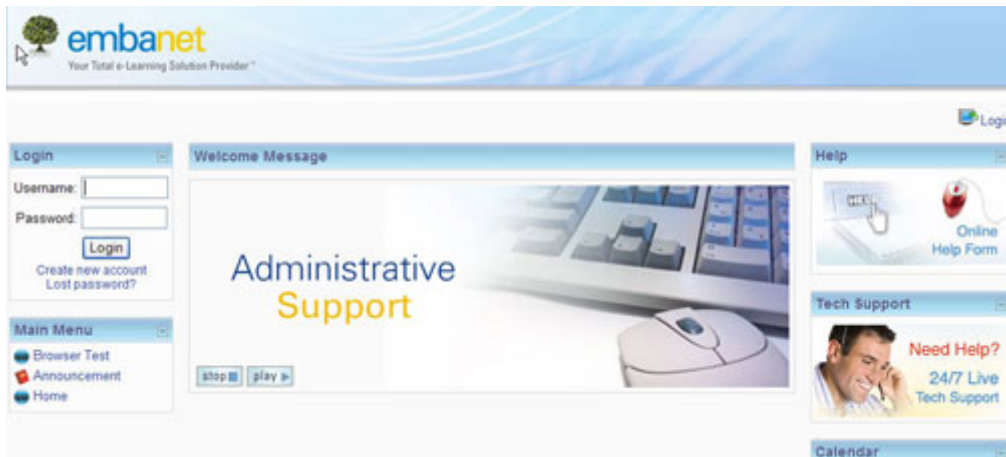 embanet
Your Total e-Learning Solution Provider™
Login
Login
Username:
Password:
Login
Create new account
Lost password?
Main Menu
Browser Test
Announcement
Home
Welcome Message
Administrative
Support
stop
play
Help
HELP
Online
Help Form
Tech Support
Need Help?
24/7 Live
Tech Support
Calendar